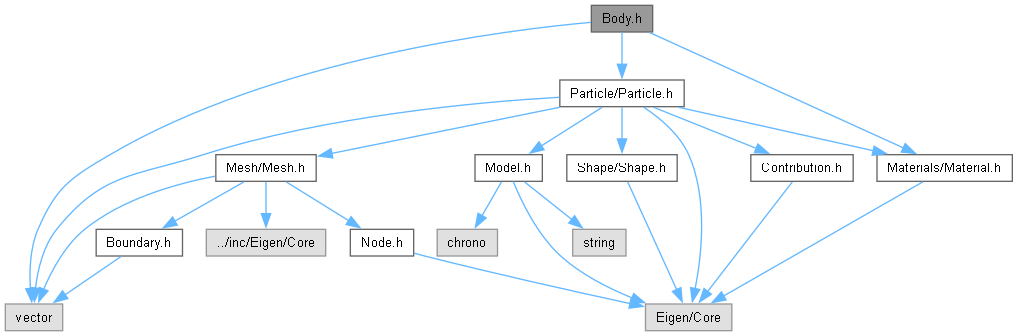 Body.h
Particle/Particle.h
Mesh/Mesh.h
Model.h
Shape/Shape.h
Contribution.h
Materials/Material.h
Boundary.h
../inc/Eigen/Core
Node.h
chrono
string
vector
Eigen/Core